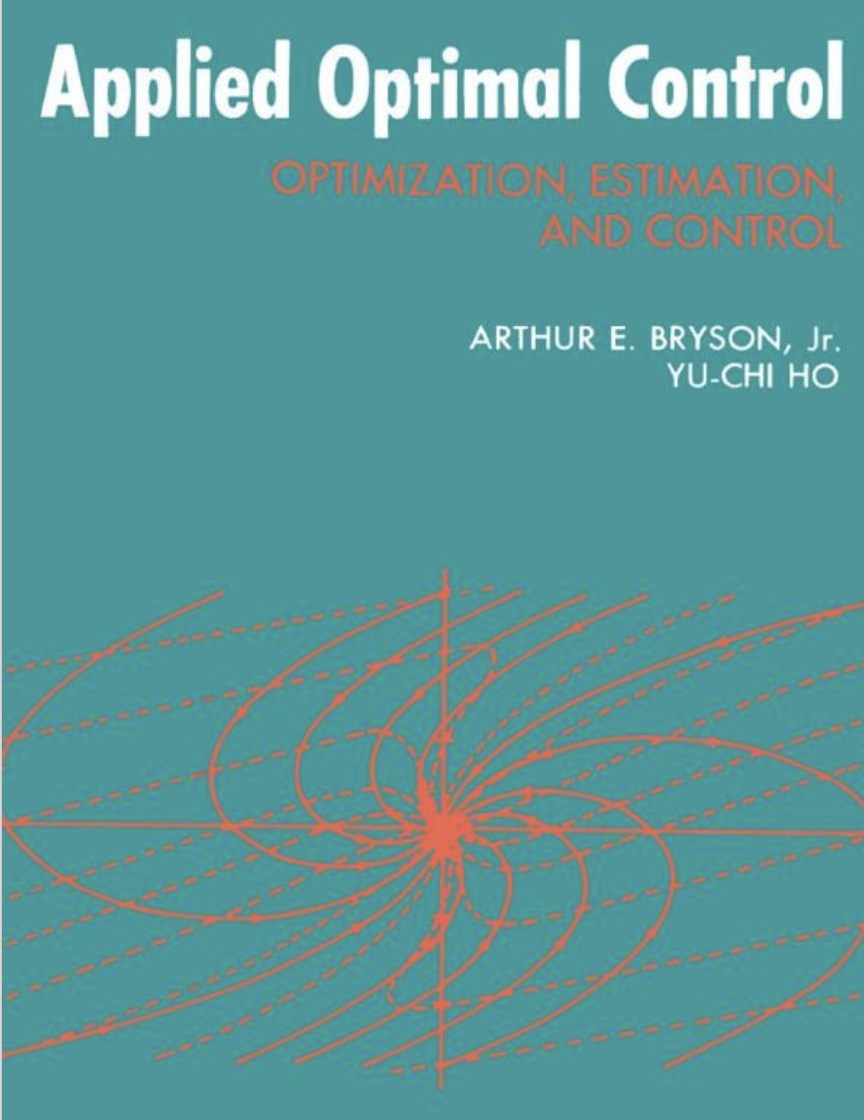 Applied Optimal Control
OPTIMIZATION, ESTIMATION,
AND CONTROL
ARTHUR E. BRYSON, Jr.
YU-CHI HO